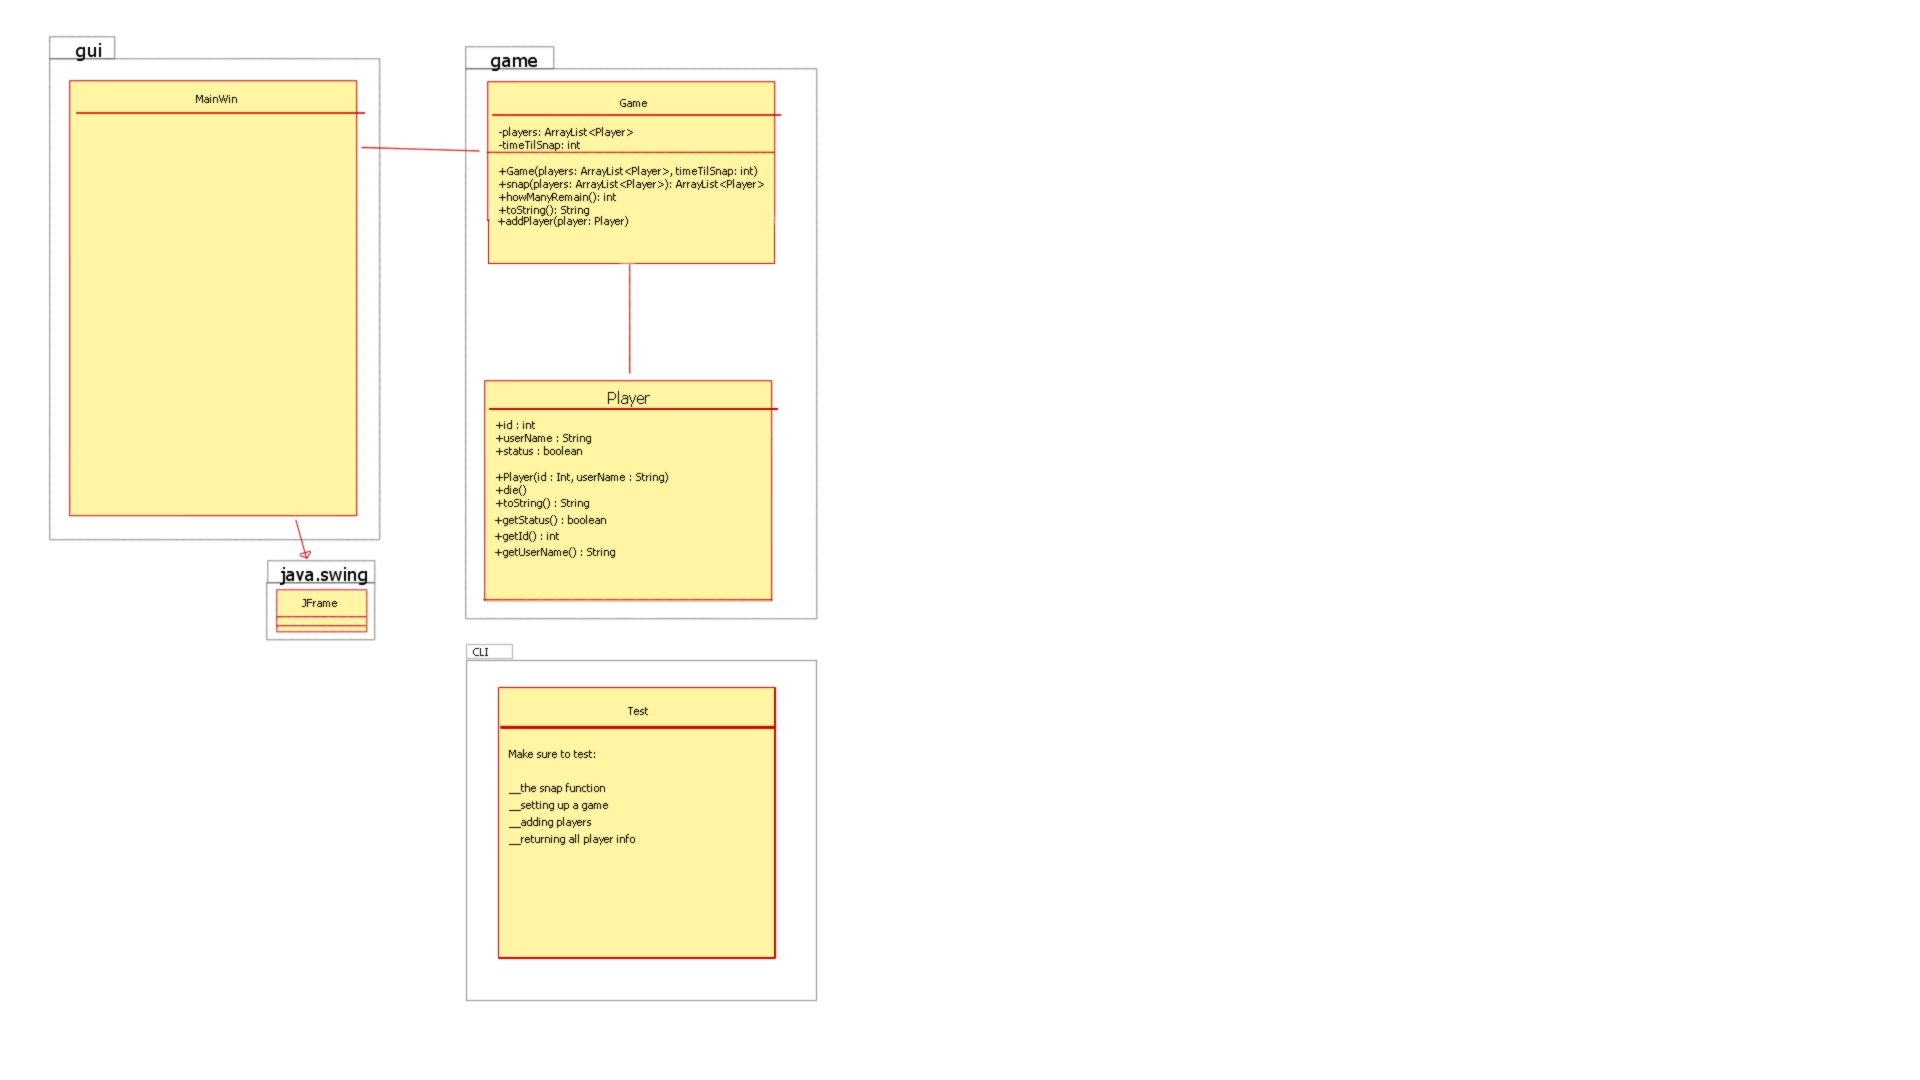 gui
MainWin
java.swing
JFrame
game
Game
-players: ArrayList<Player>
-timeTilSnap: int
+Game(players: ArrayList<Player>, timeTilSnap: int)
+snap(players: ArrayList<Player>): ArrayList<Player>
+howManyRemain(): int
+toString(): String
+addPlayer(player: Player)
Player
+id : int
+userName : String
+status : boolean
+Player(id : Int, userName : String)
+die()
+toString() : String
+getStatus() : boolean
+getId() : int
+getUserName() : String
CLI
Test
Make sure to test:
__the snap function
__setting up a game
__adding players
__returning all player info